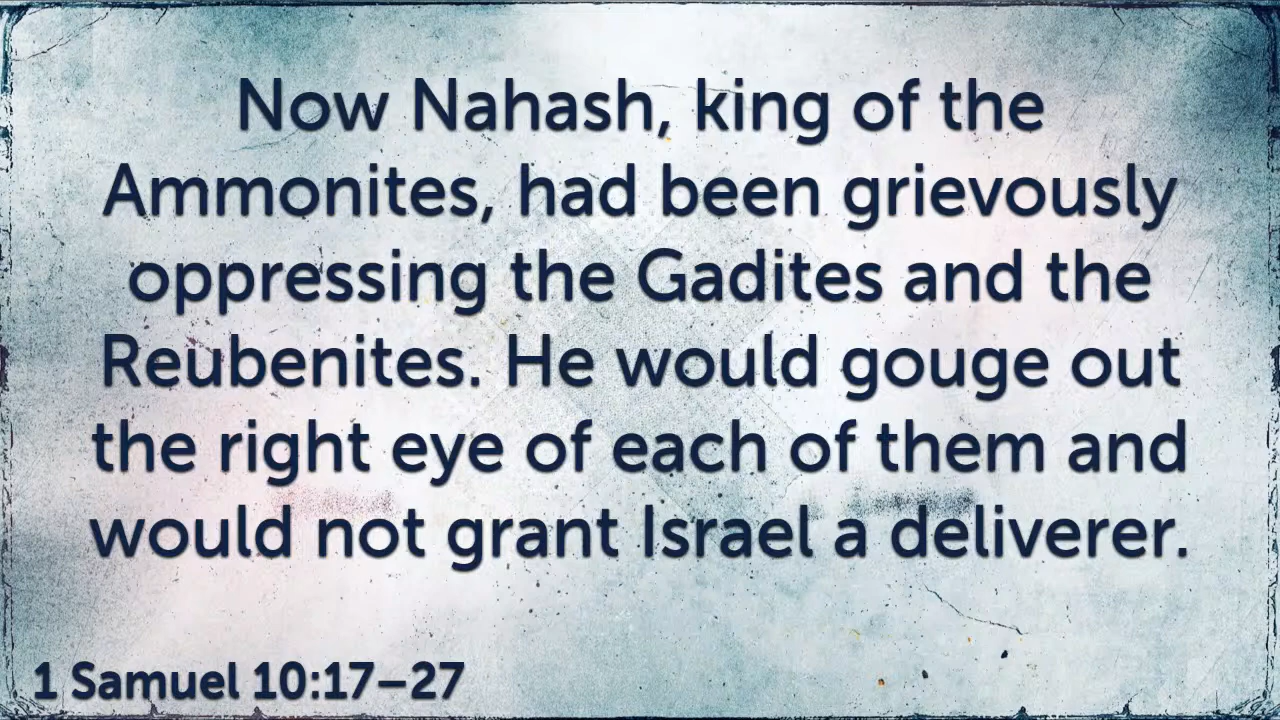 Now Nahash, king of the
Ammonites, had been grievously
oppressing the Gadites and the
Reubenites. He would gouge out
the right eye of each of them and
would not grant Israel a deliverer.
1 Samuel 10:17–27